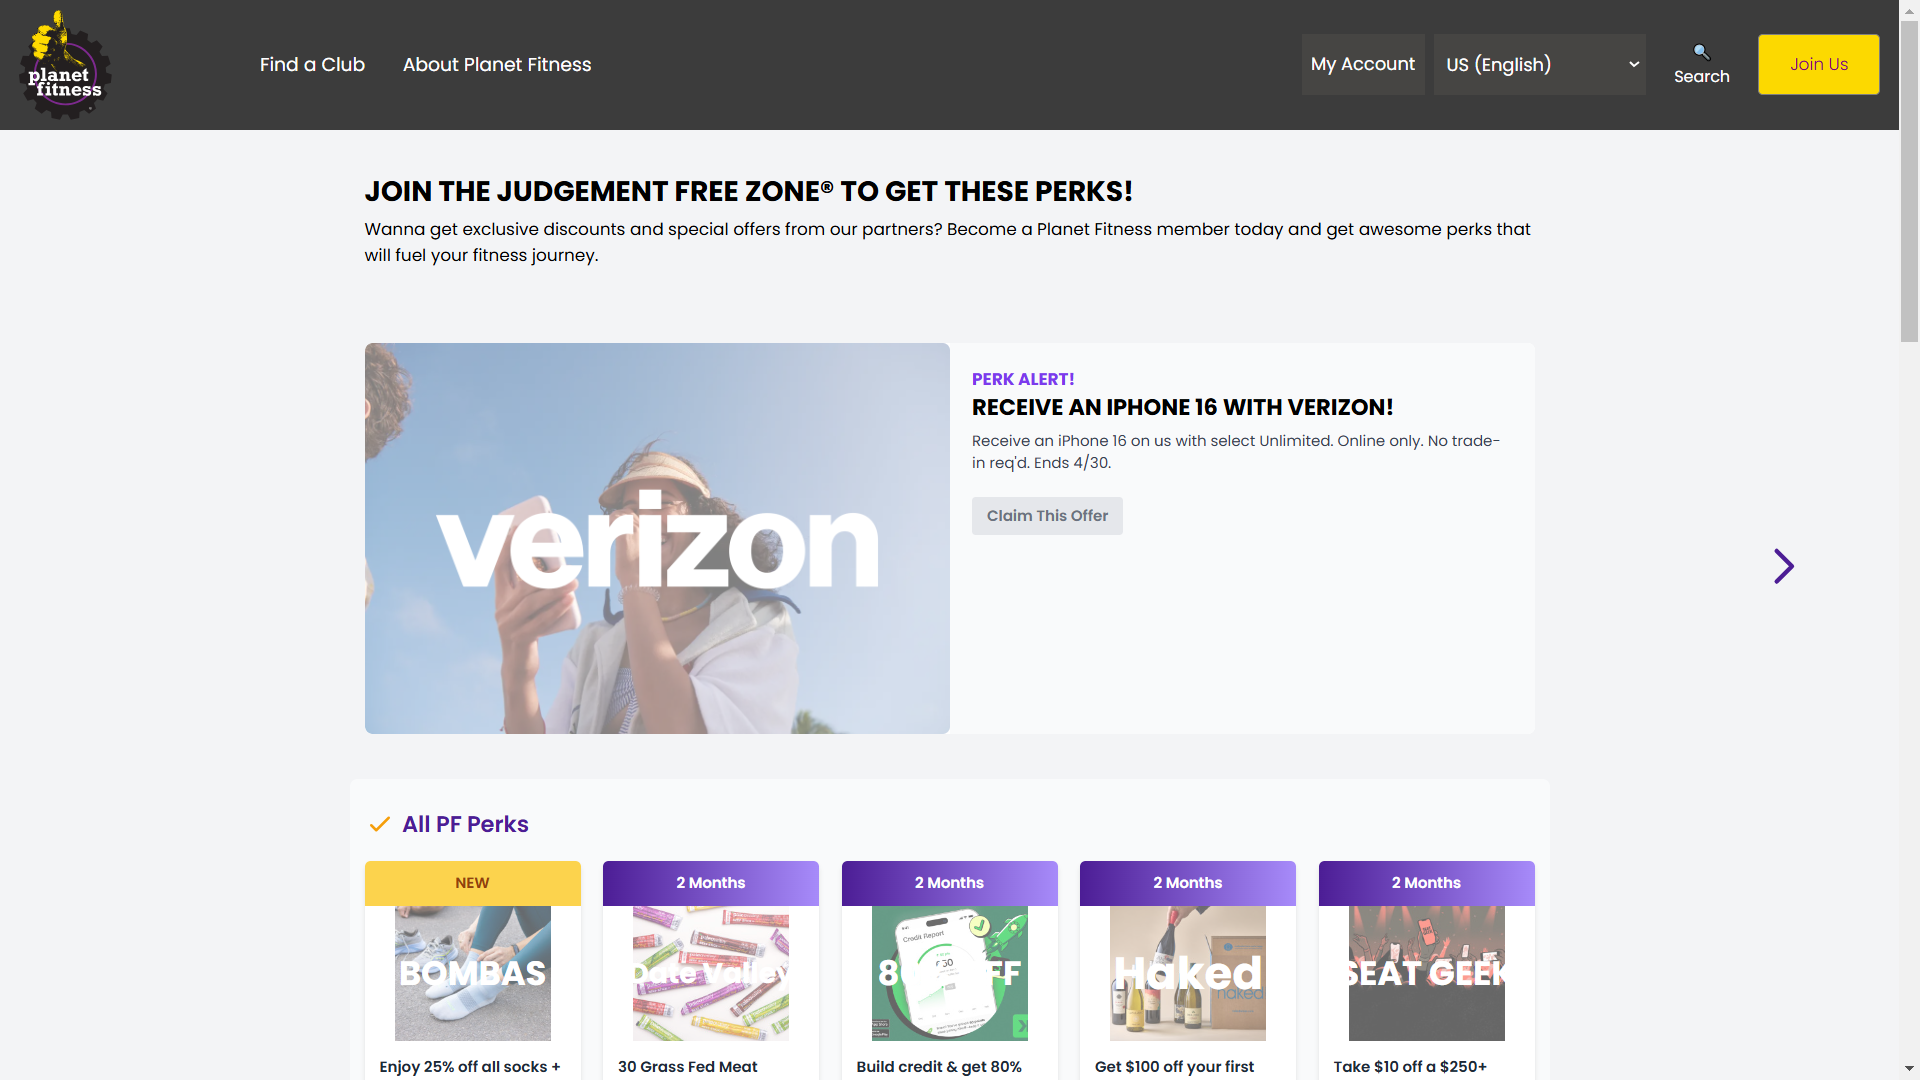 planet
fitness
Find a Club
About Planet Fitness
My Account
US (English)
Search
Join Us
JOIN THE JUDGEMENT FREE ZONE® TO GET THESE PERKS!
Wanna get exclusive discounts and special offers from our partners? Become a Planet Fitness member today and get awesome perks that
will fuel your fitness journey.
verizon
PERK ALERT!
RECEIVE AN IPHONE 16 WITH VERIZON!
Receive an iPhone 16 on us with select Unlimited. Online only. No trade-
in req'd. Ends 4/30.
Claim This Offer
All PF Perks
NEW
2 Months
2 Months
2 Months
2 Months
BOMBAS
Date Valley
Credit Report
Haked
naked
SEAT GEEK
Enjoy 25% off all socks +
30 Grass Fed Meat
Build credit & get 80%
Get $100 off your first
Take $10 off a $250+